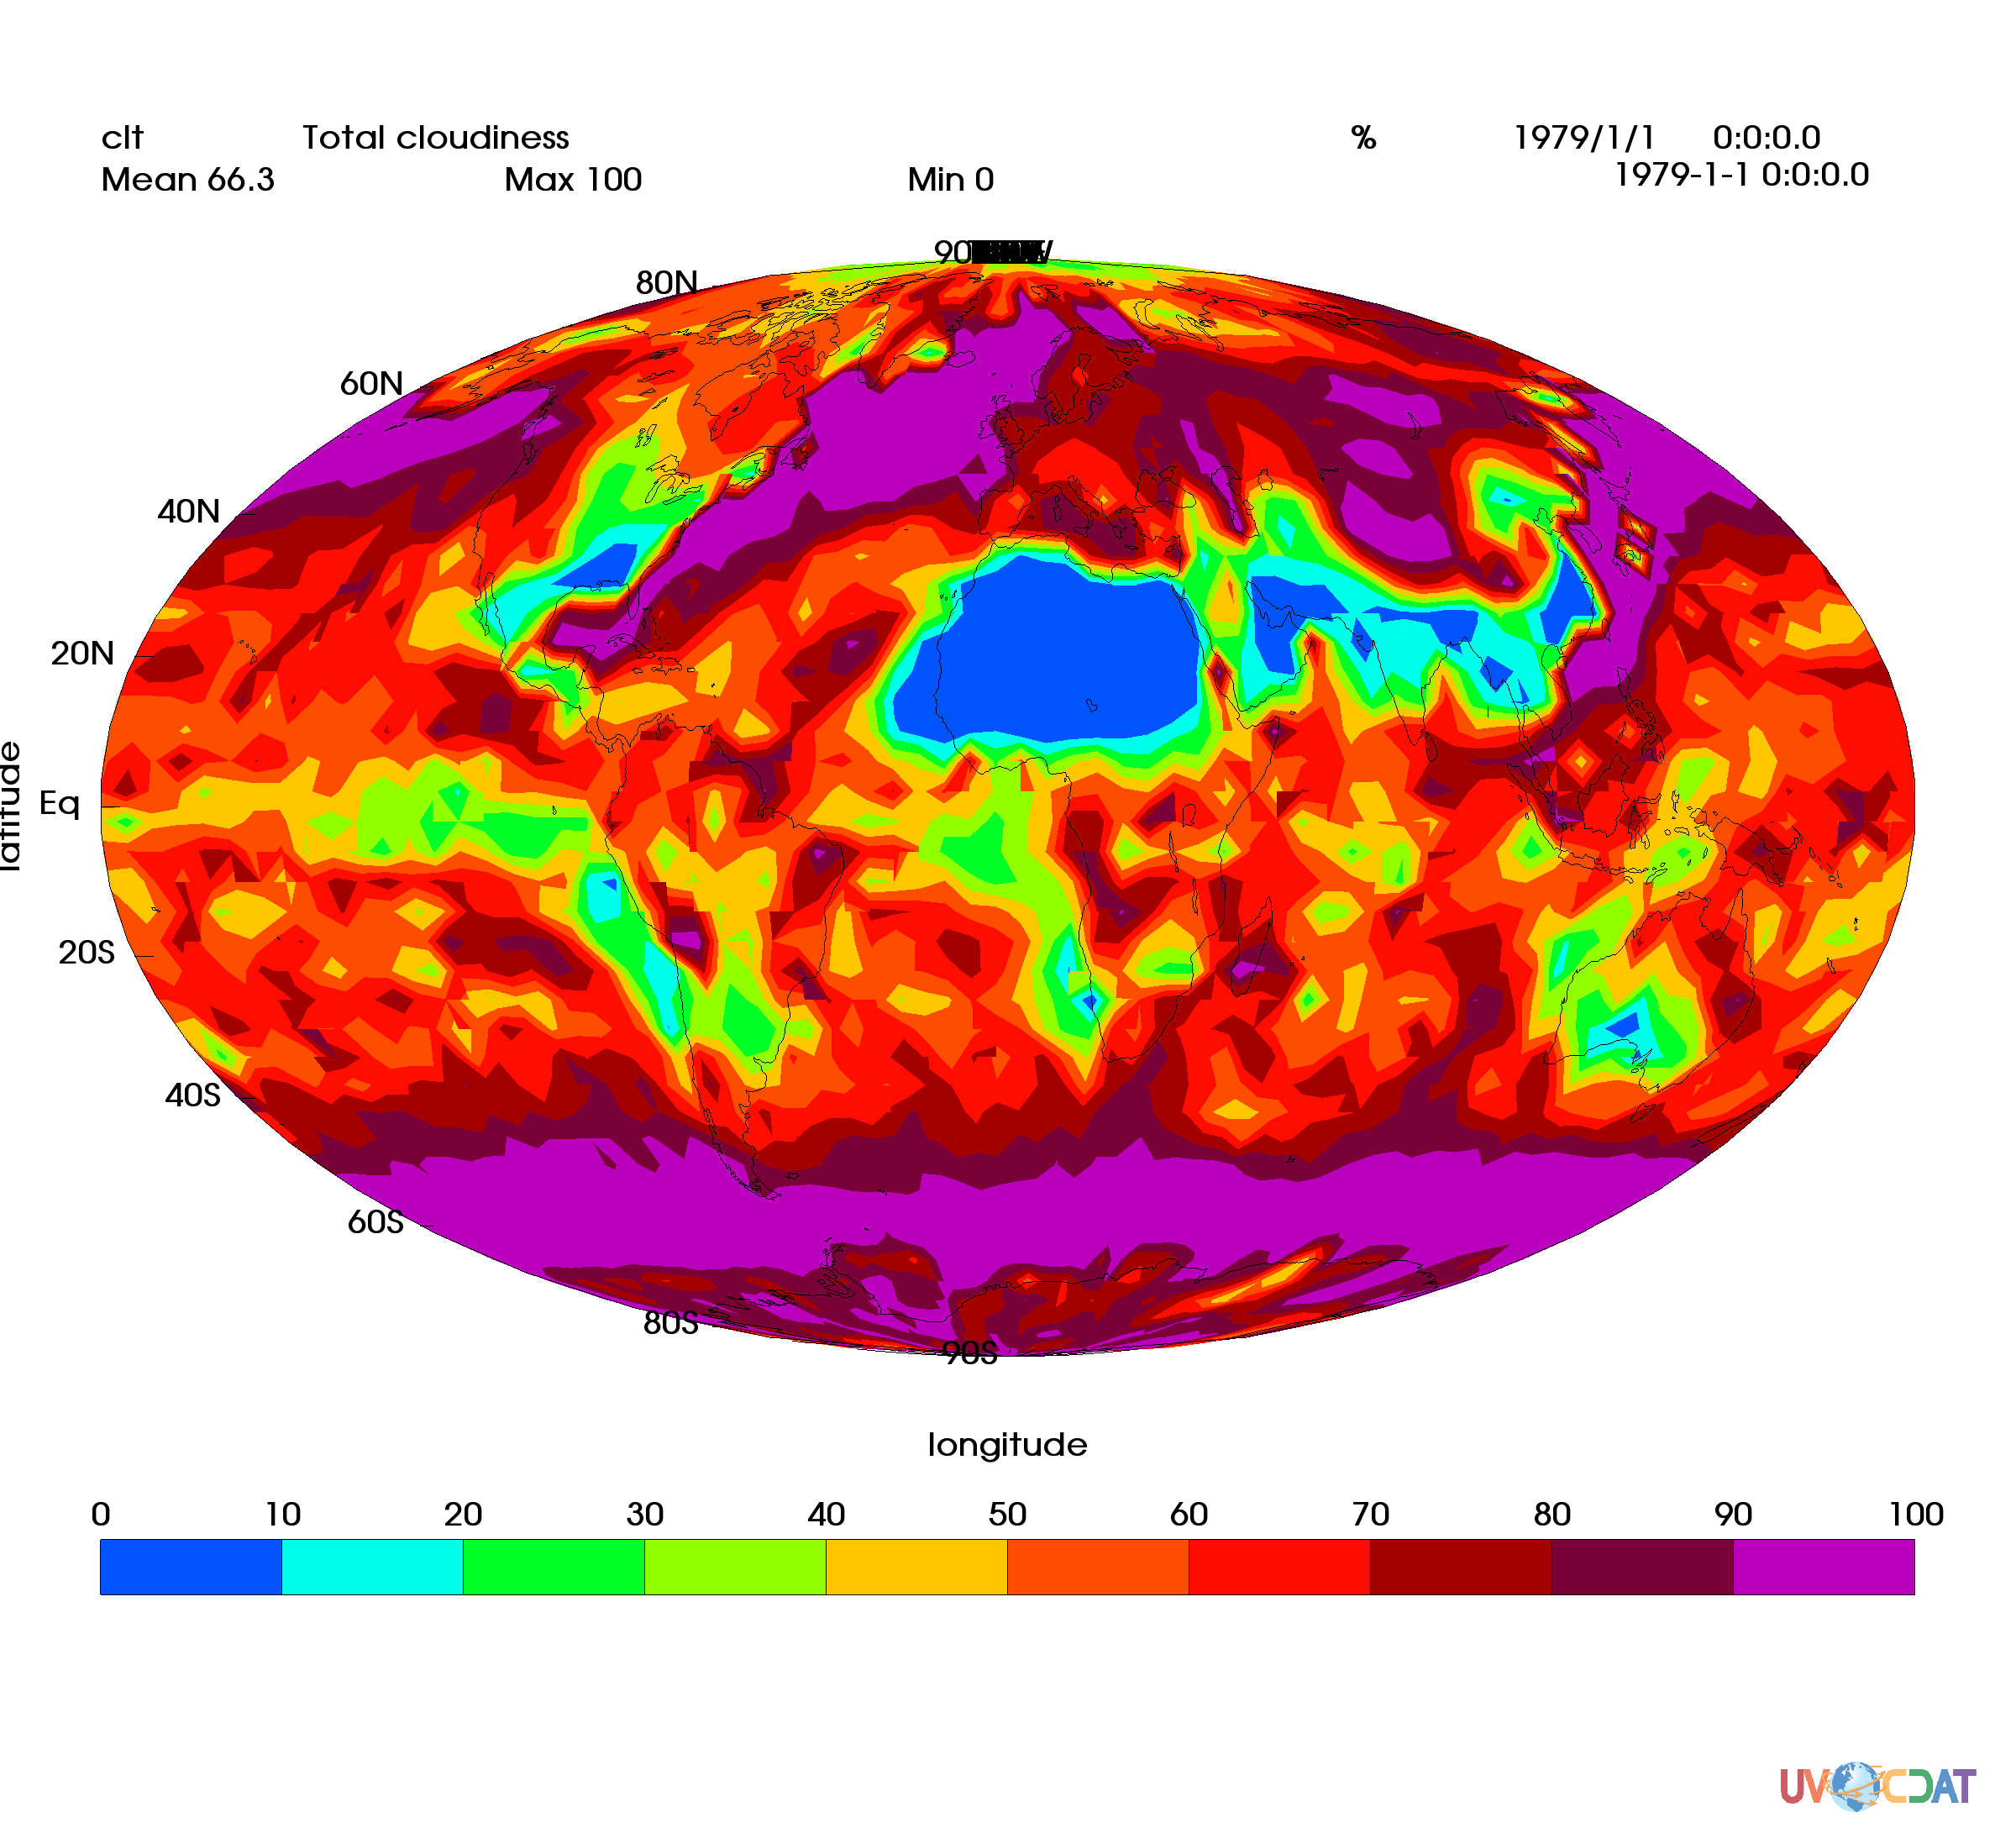 clt Total cloudiness % 1979/1/1 0:0:0.0
Mean 66.3 Max 100 Min 0 1979-1-1 0:0:0.0
80N
60N
40N
20N
latitude
Eq
20S
40S
60S
80S
90S
longitude
0 10 20 30 40 50 60 70 80 90 100
UV CDAT